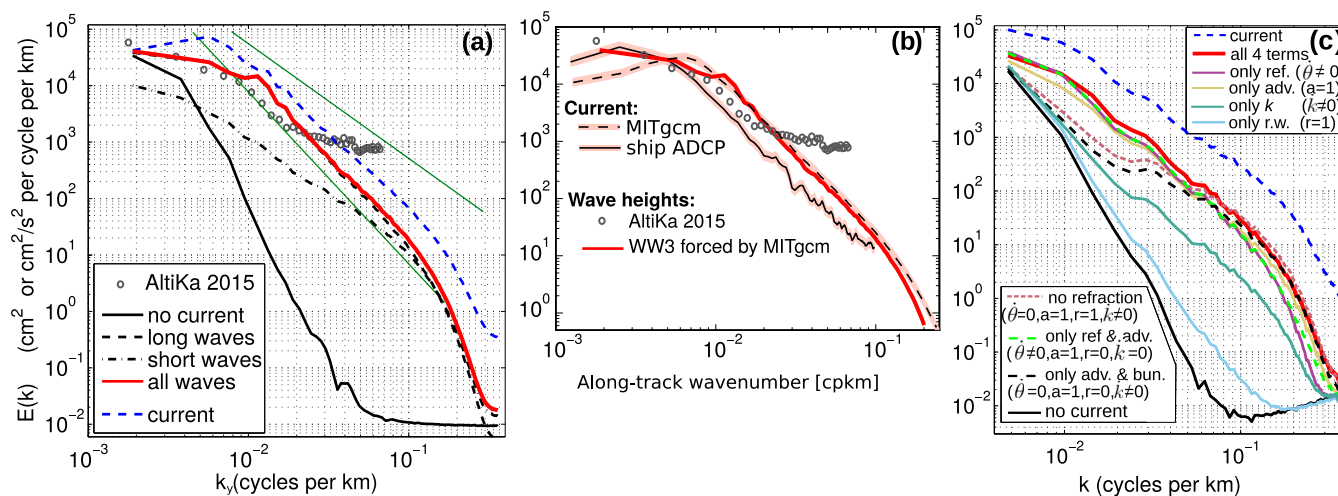 E(k) (cm² or cm²/s² per cycle per km)
10⁵
10⁴
10³
10²
10¹
10⁰
10⁻¹
10⁻²
(a)
AltiKa 2015
no current
long waves
short waves
all waves
current
10⁻³
10⁻²
10⁻¹
k_y(cycles per km)
10⁵
10⁴
10³
10²
10¹
10⁰
(b)
Current:
MITgcm
ship ADCP
Wave heights:
AltiKa 2015
WW3 forced by MITgcm
10⁻³
10⁻²
10⁻¹
Along-track wavenumber [cpkm]
10⁵
10⁴
10³
10²
10¹
10⁰
10⁻¹
10⁻²
(c)
current
all 4 terms
only ref. (θ̇≠0
only adv. (a=1)
only k (k̇≠0)
only r.w. (r=1)
no refraction
(θ̇=0,a=1,r=1,k̇≠0)
only ref & adv.
(θ̇≠0,a=1,r=0,k̇=0)
only adv. & bun.
(θ̇=0,a=1,r=0,k̇≠0)
no current
10⁻²
10⁻¹
k (cycles per km)